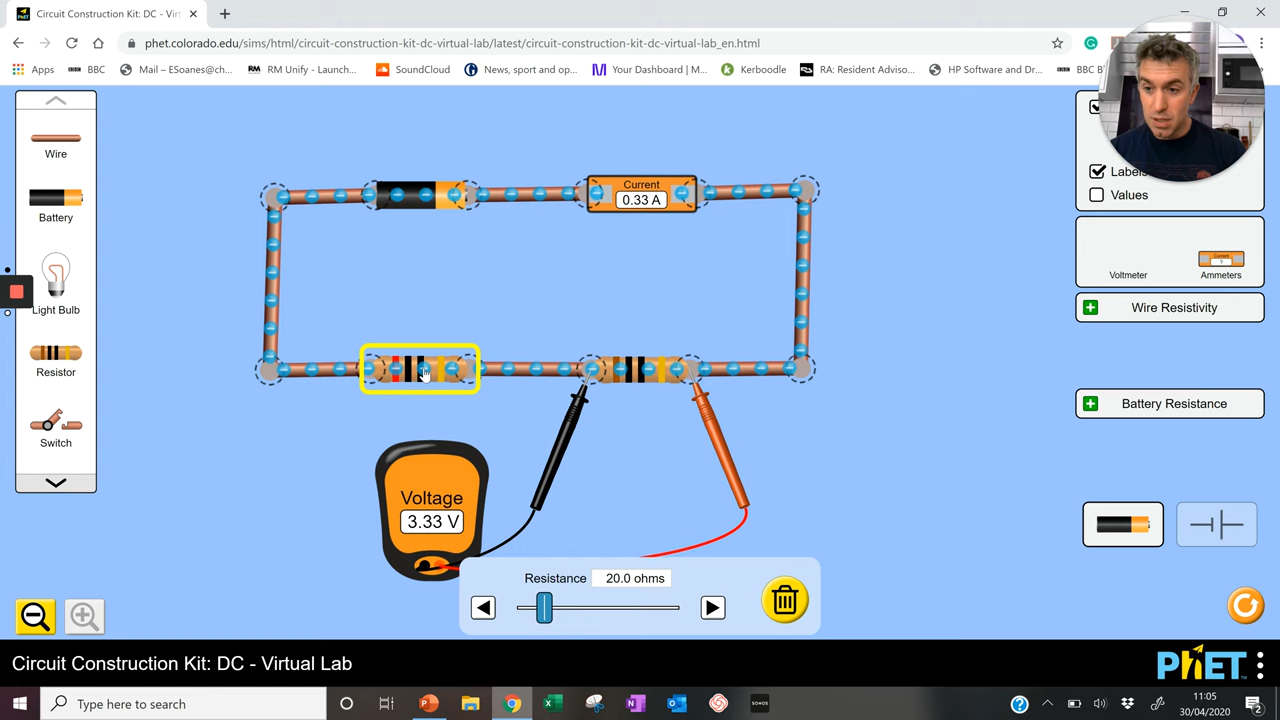 Circuit Construction Kit: DC - Virt
phet.colorado.edu/sims/html/circuit-construction-kit-dc-virtual-lab/latest/circuit-construction-kit-dc-virtual-lab_en.html
Apps BBC Mail – ESoanes@ch... RM Unify - Launch... SoundCloud News, sport and op... Your Dashboard | M... Kerboodle RA: Resident Advisor... HP Software and Dr... BBC B
Wire
Battery
Light Bulb
Resistor
Switch
Current
0.33 A
Labels
Values
Current
?
Voltmeter
Ammeters
Wire Resistivity
Battery Resistance
Voltage
3.33 V
Resistance 20.0 ohms
Circuit Construction Kit: DC - Virtual Lab
PhET
Type here to search
SONOS
11:05
30/04/2020
2